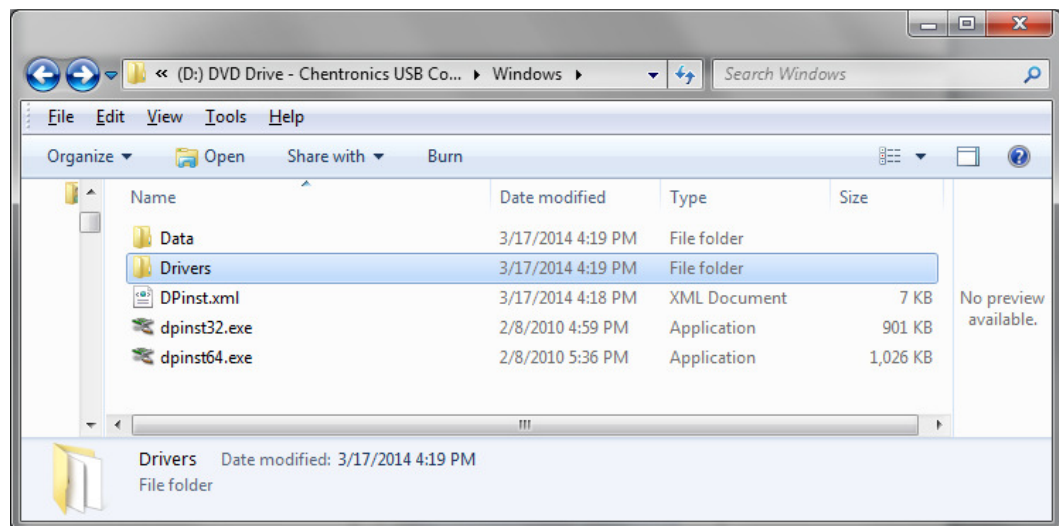 « (D:) DVD Drive - Chentronics USB Co... Windows Search Windows
File Edit View Tools Help
Organize Open Share with Burn
Name Date modified Type Size
Data 3/17/2014 4:19 PM File folder
Drivers 3/17/2014 4:19 PM File folder
DPinst.xml 3/17/2014 4:18 PM XML Document 7 KB
dpinst32.exe 2/8/2010 4:59 PM Application 901 KB
dpinst64.exe 2/8/2010 5:36 PM Application 1,026 KB
No preview
available.
Drivers Date modified: 3/17/2014 4:19 PM
File folder